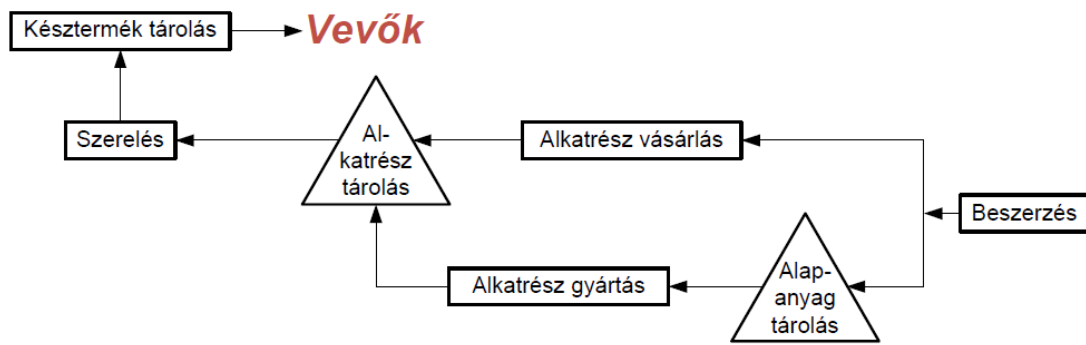 Késztermék tárolás
Vevők
Szerelés
Al-
katrész
tárolás
Alkatrész vásárlás
Beszerzés
Alkatrész gyártás
Alap-
anyag
tárolás